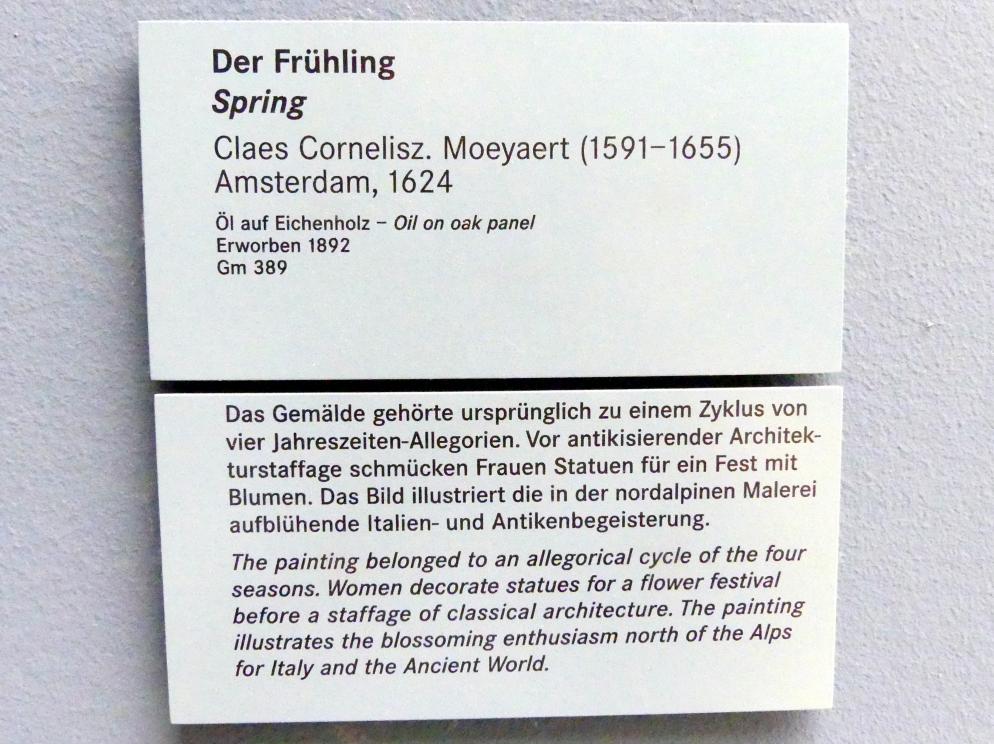 Der Frühling
Spring
Claes Cornelisz. Moeyaert (1591–1655)
Amsterdam, 1624
Öl auf Eichenholz – Oil on oak panel
Erworben 1892
Gm 389
Das Gemälde gehörte ursprünglich zu einem Zyklus von
vier Jahreszeiten-Allegorien. Vor antikisierender Architek-
turstaffage schmücken Frauen Statuen für ein Fest mit
Blumen. Das Bild illustriert die in der nordalpinen Malerei
aufblühende Italien- und Antikenbegeisterung.
The painting belonged to an allegorical cycle of the four
seasons. Women decorate statues for a flower festival
before a staffage of classical architecture. The painting
illustrates the blossoming enthusiasm north of the Alps
for Italy and the Ancient World.